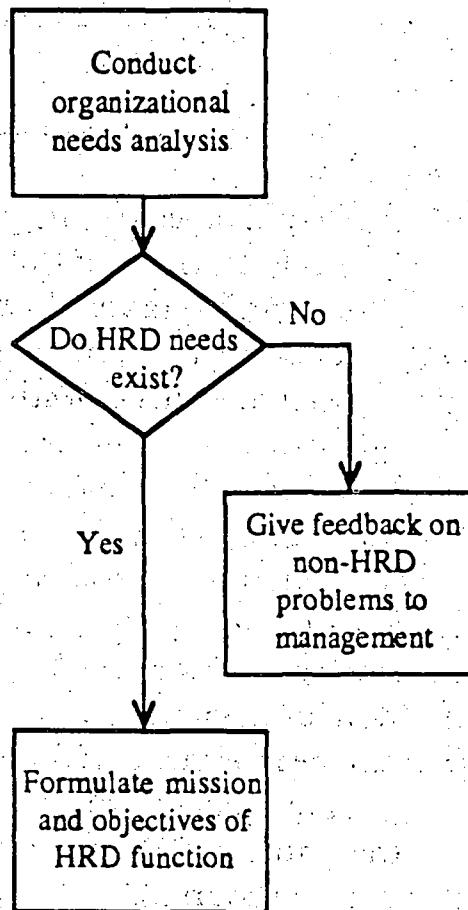 Conduct
organizational
needs analysis
Do HRD needs
exist?
No
Yes
Give feedback on
non-HRD
problems to
management
Formulate mission
and objectives of
HRD function